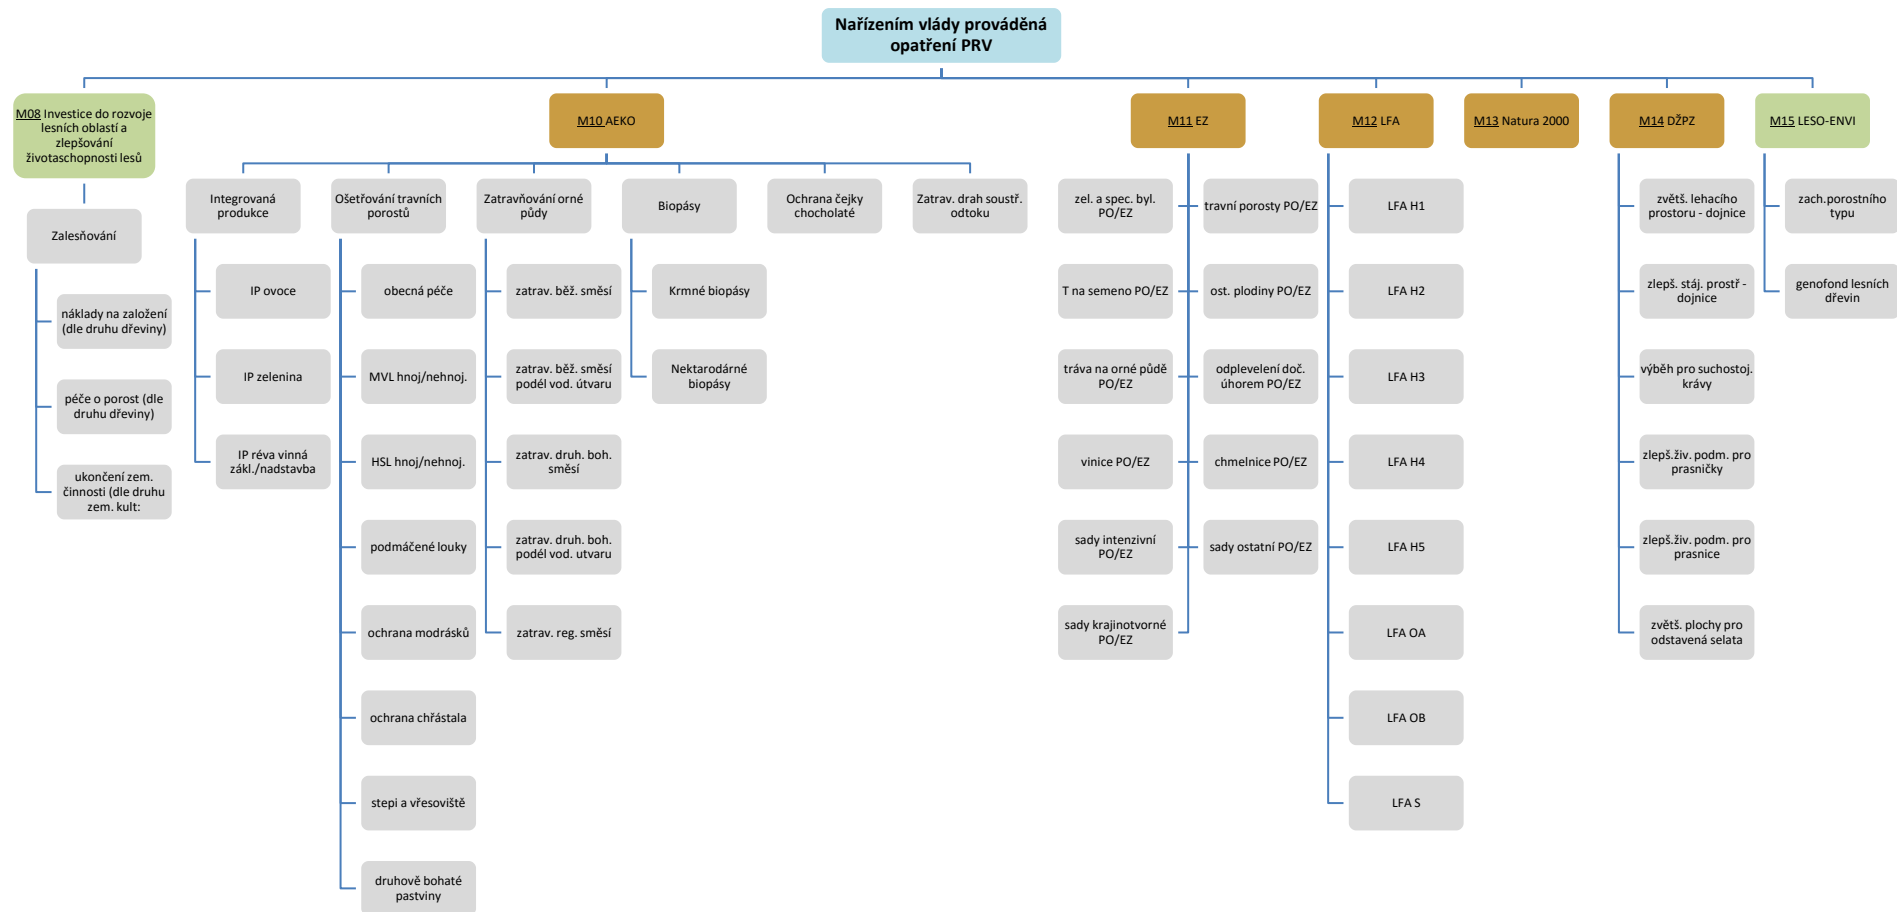 Nařízením vlády prováděná
opatření PRV
M08 Investice do rozvoje
lesních oblastí a
zlepšování
životaschopnosti lesů
Zalesňování
náklady na založení
(dle druhu dřeviny)
péče o porost (dle
druhu dřeviny)
ukončení zem.
činnosti (dle druhu
zem. kult:
M10 AEKO
Integrovaná
produkce
IP ovoce
IP zelenina
IP réva vinná
zákl./nadstavba
Ošetřování travních
porostů
obecná péče
MVL hnoj/nehnoj.
HSL hnoj/nehnoj.
podmáčené louky
ochrana modrásků
ochrana chřástala
stepi a vřesoviště
druhově bohaté
pastviny
Zatravňování orné
půdy
zatrav. běž. směsí
zatrav. běž. směsí
podél vod. útvaru
zatrav. druh. boh.
směsí
zatrav. druh. boh.
podél vod. utvaru
zatrav. reg. směsí
Biopásy
Krmné biopásy
Nektarodárné
biopásy
Ochrana čejky
chocholaté
Zatrav. drah soustř.
odtoku
M11 EZ
zel. a spec. byl.
PO/EZ
travní porosty PO/EZ
T na semeno PO/EZ
ost. plodiny PO/EZ
tráva na orné půdě
PO/EZ
odplevelení doč.
úhorem PO/EZ
vinice PO/EZ
chmelnice PO/EZ
sady intenzivní
PO/EZ
sady ostatní PO/EZ
sady krajinotvorné
PO/EZ
M12 LFA
LFA H1
LFA H2
LFA H3
LFA H4
LFA H5
LFA OA
LFA OB
LFA S
M13 Natura 2000
M14 DŽPZ
zvětš. lehacího
prostoru - dojnice
zlepš. stáj. prostř -
dojnice
výběh pro suchostoj.
krávy
zlepš.živ. podm. pro
prasničky
zlepš.živ. podm. pro
prasnice
zvětš. plochy pro
odstavená selata
M15 LESO-ENVI
zach.porostního
typu
genofond lesních
dřevin